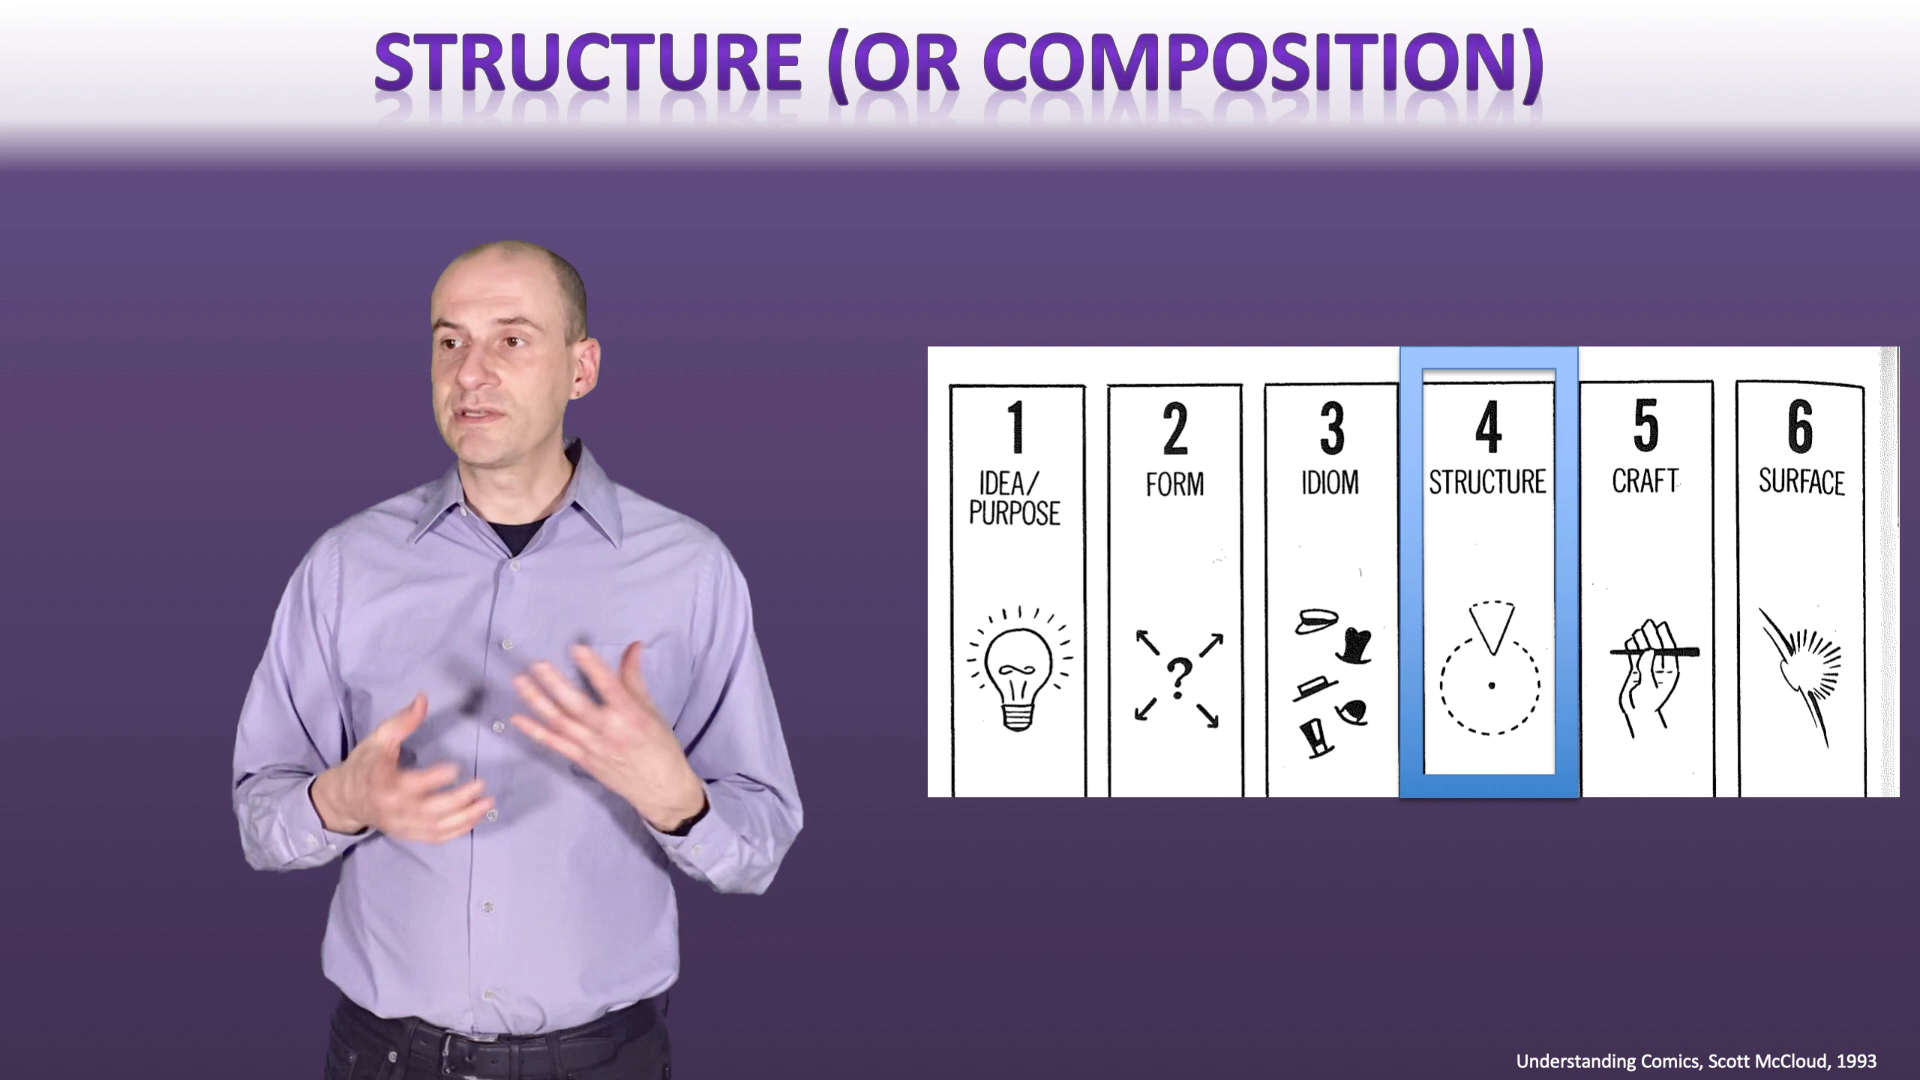 STRUCTURE (OR COMPOSITION)
1
IDEA/
PURPOSE
2
FORM
3
IDIOM
4
STRUCTURE
5
CRAFT
6
SURFACE
?
Understanding Comics, Scott McCloud, 1993